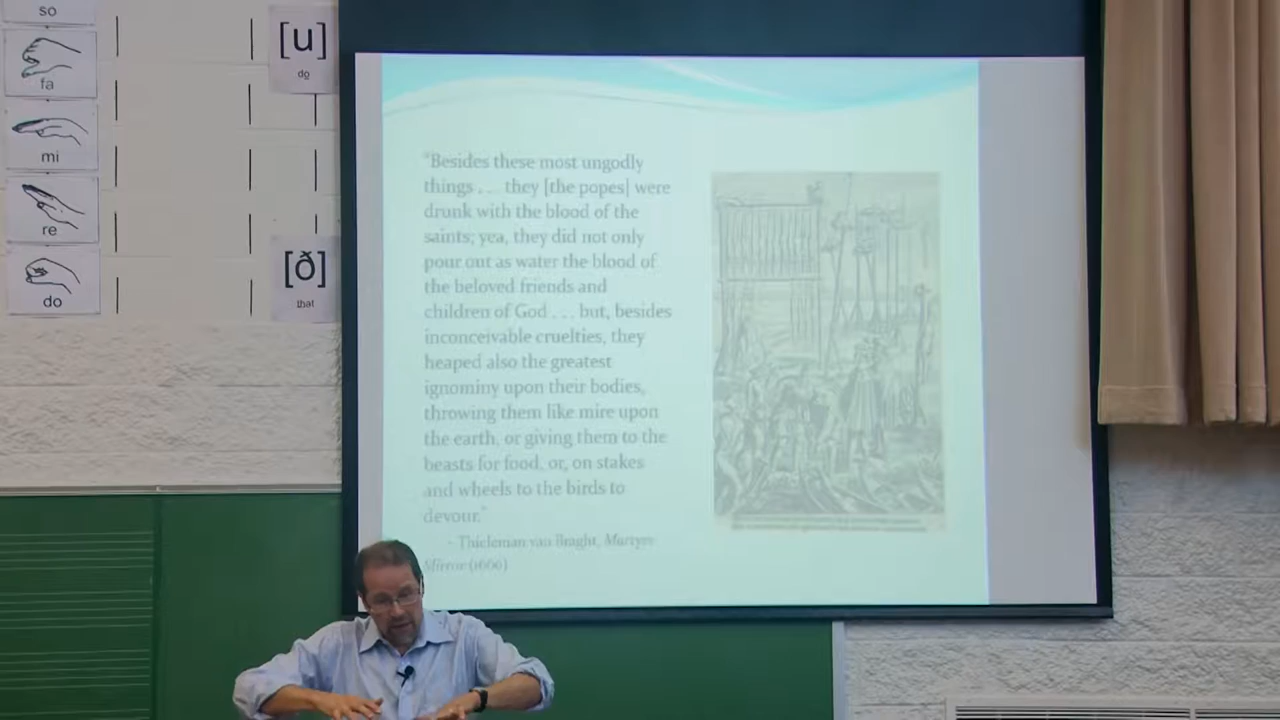 so
fa
mi
re
do
[u]
do
[ð]
that
"Besides these most ungodly
things . . . they [the popes] were
drunk with the blood of the
saints; yea, they did not only
pour out as water the blood of
the beloved friends and
children of God . . . but, besides
inconceivable cruelties, they
heaped also the greatest
ignominy upon their bodies,
throwing them like mire upon
the earth, or giving them to the
beasts for food, or, on stakes
and wheels to the birds to
devour."
- Thieleman van Braght, Martyrs
Mirror (1660)